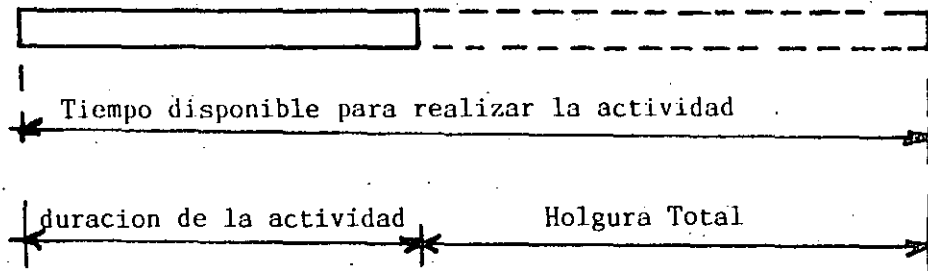 Tiempo disponible para realizar la actividad
duracion de la actividad Holgura Total